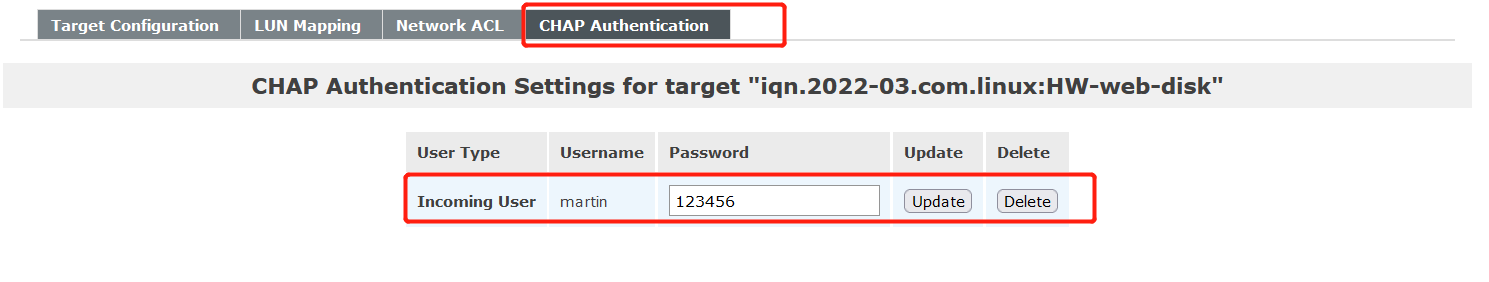 Target Configuration LUN Mapping Network ACL CHAP Authentication
CHAP Authentication Settings for target "iqn.2022-03.com.linux:HW-web-disk"
User Type Username Password Update Delete
Incoming User martin 123456 Update Delete